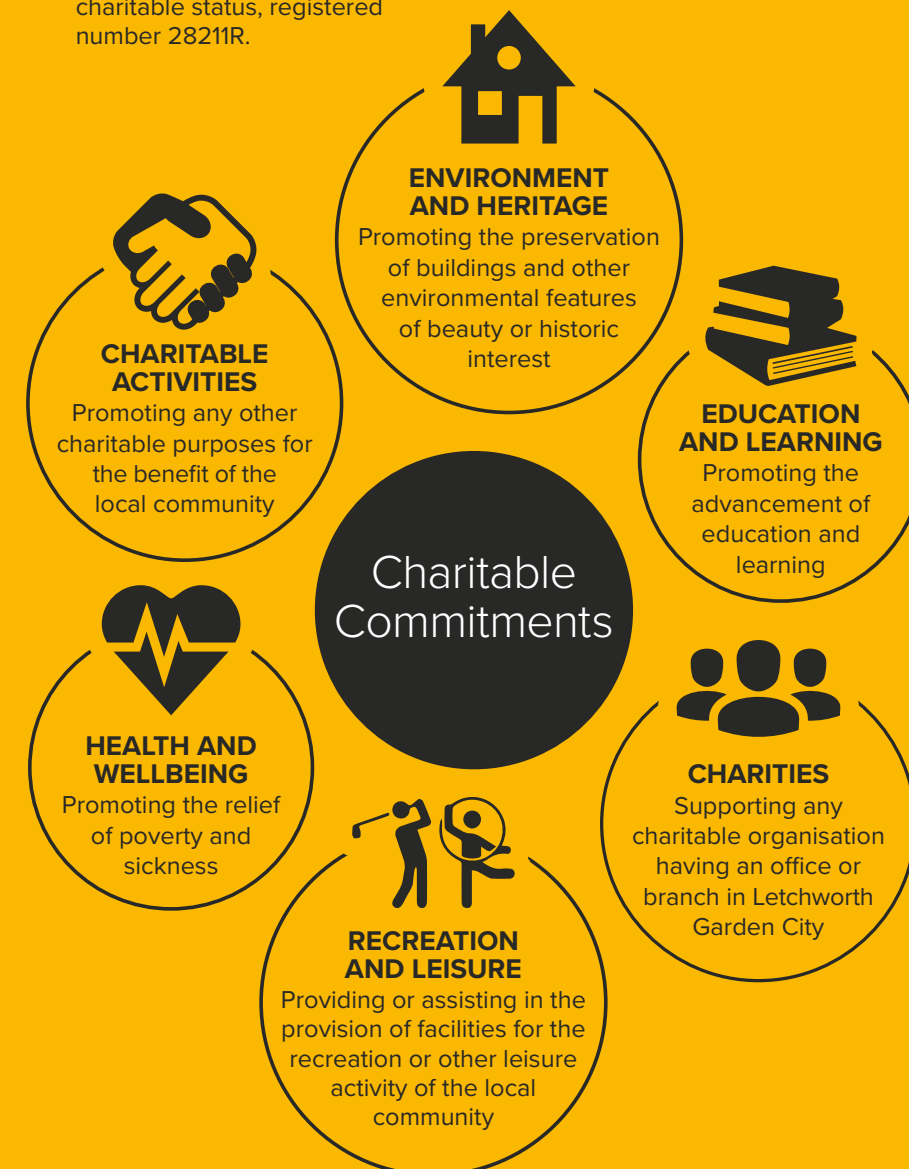 charitable status, registered
number 28211R.
ENVIRONMENT
AND HERITAGE
Promoting the preservation
of buildings and other
environmental features
of beauty or historic
interest
CHARITABLE
ACTIVITIES
Promoting any other
charitable purposes for
the benefit of the
local community
EDUCATION
AND LEARNING
Promoting the
advancement of
education and
learning
Charitable
Commitments
HEALTH AND
WELLBEING
Promoting the relief
of poverty and
sickness
CHARITIES
Supporting any
charitable organisation
having an office or
branch in Letchworth
Garden City
RECREATION
AND LEISURE
Providing or assisting in the
provision of facilities for the
recreation or other leisure
activity of the local
community